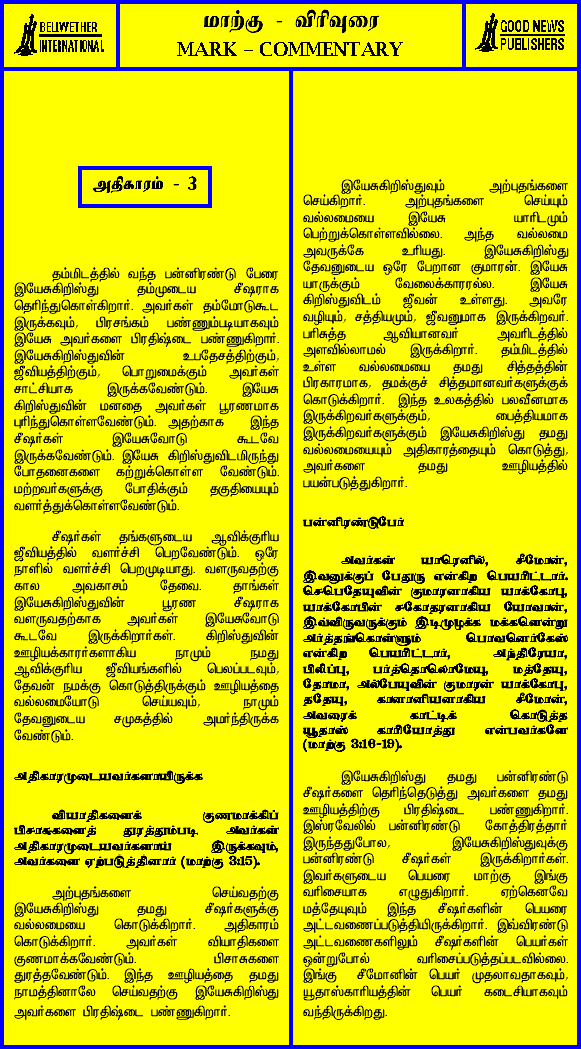 BELLWETHER
INTERNATIONAL
மாற்கு - விரிவுரை
MARK – COMMENTARY
GOOD NEWS
PUBLISHERS
அதிகாரம் - 3
தம்மிடத்தில் வந்த பன்னிரண்டு பேரை
இயேசுகிறிஸ்து தம்முடைய சீஷராக
தெரிந்துகொள்கிறார். அவர்கள் தம்மோடுகூட
இருக்கவும், பிரசங்கம் பண்ணும்படியாகவும்
இயேசு அவர்களை பிரதிஷ்டை பண்ணுகிறார்.
இயேசுகிறிஸ்துவின் உபதேசத்திற்கும்,
ஜீவியத்திற்கும், பொறுமைக்கும் அவர்கள்
சாட்சியாக இருக்கவேண்டும். இயேசு
கிறிஸ்துவின் மனதை அவர்கள் பூரணமாக
புரிந்துகொள்ளவேண்டும். அதற்காக இந்த
சீஷர்கள் இயேசுவோடு கூடவே
இருக்கவேண்டும். இயேசு கிறிஸ்துவிடமிருந்து
போதனைகளை கற்றுக்கொள்ள வேண்டும்.
மற்றவர்களுக்கு போதிக்கும் தகுதியையும்
வளர்த்துக்கொள்ளவேண்டும்.
சீஷர்கள் தங்களுடைய ஆவிக்குரிய
ஜீவியத்தில் வளர்ச்சி பெறவேண்டும். ஒரே
நாளில் வளர்ச்சி பெறமுடியாது. வளருவதற்கு
கால அவகாசம் தேவை. தாங்கள்
இயேசுகிறிஸ்துவின் பூரண சீஷராக
வளருவதற்காக அவர்கள் இயேசுவோடு
கூடவே இருக்கிறார்கள். கிறிஸ்துவின்
ஊழியக்காரர்களாகிய நாமும் நமது
ஆவிக்குரிய ஜீவியங்களில் பெலப்படவும்,
தேவன் நமக்கு கொடுத்திருக்கும் ஊழியத்தை
வல்லமையோடு செய்யவும், நாமும்
தேவனுடைய சமுகத்தில் அமர்ந்திருக்க
வேண்டும்.
அதிகாரமுடையவர்களாயிருக்க
வியாதிகளைக் குணமாக்கிப்
பிசாசுகளைத் துரத்தும்படி அவர்கள்
அதிகாரமுடையவர்களாய் இருக்கவும்,
அவர்களை ஏற்படுத்தினார் (மாற்கு 3:15).
அற்புதங்களை செய்வதற்கு
இயேசுகிறிஸ்து தமது சீஷர்களுக்கு
வல்லமையை கொடுக்கிறார். அதிகாரம்
கொடுக்கிறார். அவர்கள் வியாதிகளை
குணமாக்கவேண்டும். பிசாசுகளை
துரத்தவேண்டும். இந்த ஊழியத்தை தமது
நாமத்தினாலே செய்வதற்கு இயேசுகிறிஸ்து
அவர்களை பிரதிஷ்டை பண்ணுகிறார்.
இயேசுகிறிஸ்துவும் அற்புதங்களை
செய்கிறார். அற்புதங்களை செய்யும்
வல்லமையை இயேசு யாரிடமும்
பெற்றுக்கொள்ளவில்லை. அந்த வல்லமை
அவருக்கே உரியது. இயேசுகிறிஸ்து
தேவனுடைய ஒரே பேறான குமாரன். இயேசு
யாருக்கும் வேலைக்காரரல்ல. இயேசு
கிறிஸ்துவிடம் ஜீவன் உள்ளது. அவரே
வழியும், சத்தியமும், ஜீவனுமாக இருக்கிறவர்.
பரிசுத்த ஆவியானவர் அவரிடத்தில்
அளவில்லாமல் இருக்கிறார். தம்மிடத்தில்
உள்ள வல்லமையை தமது சித்தத்தின்
பிரகாரமாக, தமக்குச் சித்தமானவர்களுக்குக்
கொடுக்கிறார். இந்த உலகத்தில் பலவீனமாக
இருக்கிறவர்களுக்கும், பைத்தியமாக
இருக்கிறவர்களுக்கும் இயேசுகிறிஸ்து தமது
வல்லமையையும் அதிகாரத்தையும் கொடுத்து,
அவர்களை தமது ஊழியத்தில்
பயன்படுத்துகிறார்.
பன்னிரண்டுபேர்
அவர்கள் யாரெனில், சீமோன்,
இவனுக்குப் பேதுரு என்கிற பெயரிட்டார்.
செபெதேயுவின் குமாரனாகிய யாக்கோபு,
யாக்கோபின் சகோதரனாகிய யோவான்,
இவ்விருவருக்கும் இடிமுழக்க மக்களென்று
அர்த்தங்கொள்ளும் பொவனெர்கேஸ்
என்கிற பெயரிட்டார், அந்திரேயா,
பிலிப்பு, பர்த்தொலொமேயு, மத்தேயு,
தோமா, அல்பேயுவின் குமாரன் யாக்கோபு,
ததேயு, கானானியனாகிய சீமோன்,
அவரைக் காட்டிக் கொடுத்த
யூதாஸ் காரியோத்து என்பவர்களே
(மாற்கு 3:16-19).
இயேசுகிறிஸ்து தமது பன்னிரண்டு
சீஷர்களை தெரிந்தெடுத்து அவர்களை தமது
ஊழியத்திற்கு பிரதிஷ்டை பண்ணுகிறார்.
இஸ்ரவேலில் பன்னிரண்டு கோத்திரத்தார்
இருந்ததுபோல, இயேசுகிறிஸ்துவுக்கு
பன்னிரண்டு சீஷர்கள் இருக்கிறார்கள்.
இவர்களுடைய பெயரை மாற்கு இங்கு
வரிசையாக எழுதுகிறார். ஏற்கெனவே
மத்தேயுவும் இந்த சீஷர்களின் பெயரை
அட்டவணைப்படுத்தியிருக்கிறார். இவ்விரண்டு
அட்டவணைகளிலும் சீஷர்களின் பெயர்கள்
ஒன்றுபோல் வரிசைப்படுத்தப்படவில்லை.
இங்கு சீமோனின் பெயர் முதலாவதாகவும்,
யூதாஸ்காரியத்தின் பெயர் கடைசியாகவும்
வந்திருக்கிறது.